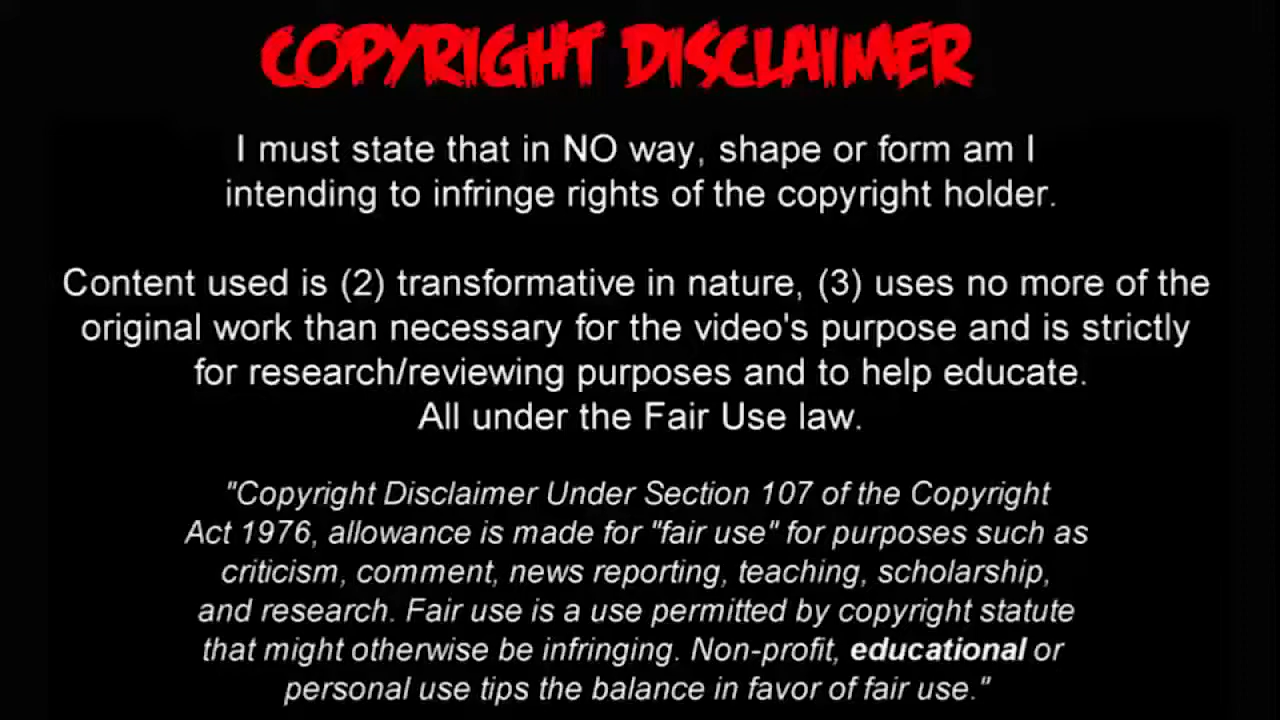 COPYRIGHT DISCLAIMER
I must state that in NO way, shape or form am I
intending to infringe rights of the copyright holder.
Content used is (2) transformative in nature, (3) uses no more of the
original work than necessary for the video's purpose and is strictly
for research/reviewing purposes and to help educate.
All under the Fair Use law.
"Copyright Disclaimer Under Section 107 of the Copyright
Act 1976, allowance is made for "fair use" for purposes such as
criticism, comment, news reporting, teaching, scholarship,
and research. Fair use is a use permitted by copyright statute
that might otherwise be infringing. Non-profit, educational or
personal use tips the balance in favor of fair use."